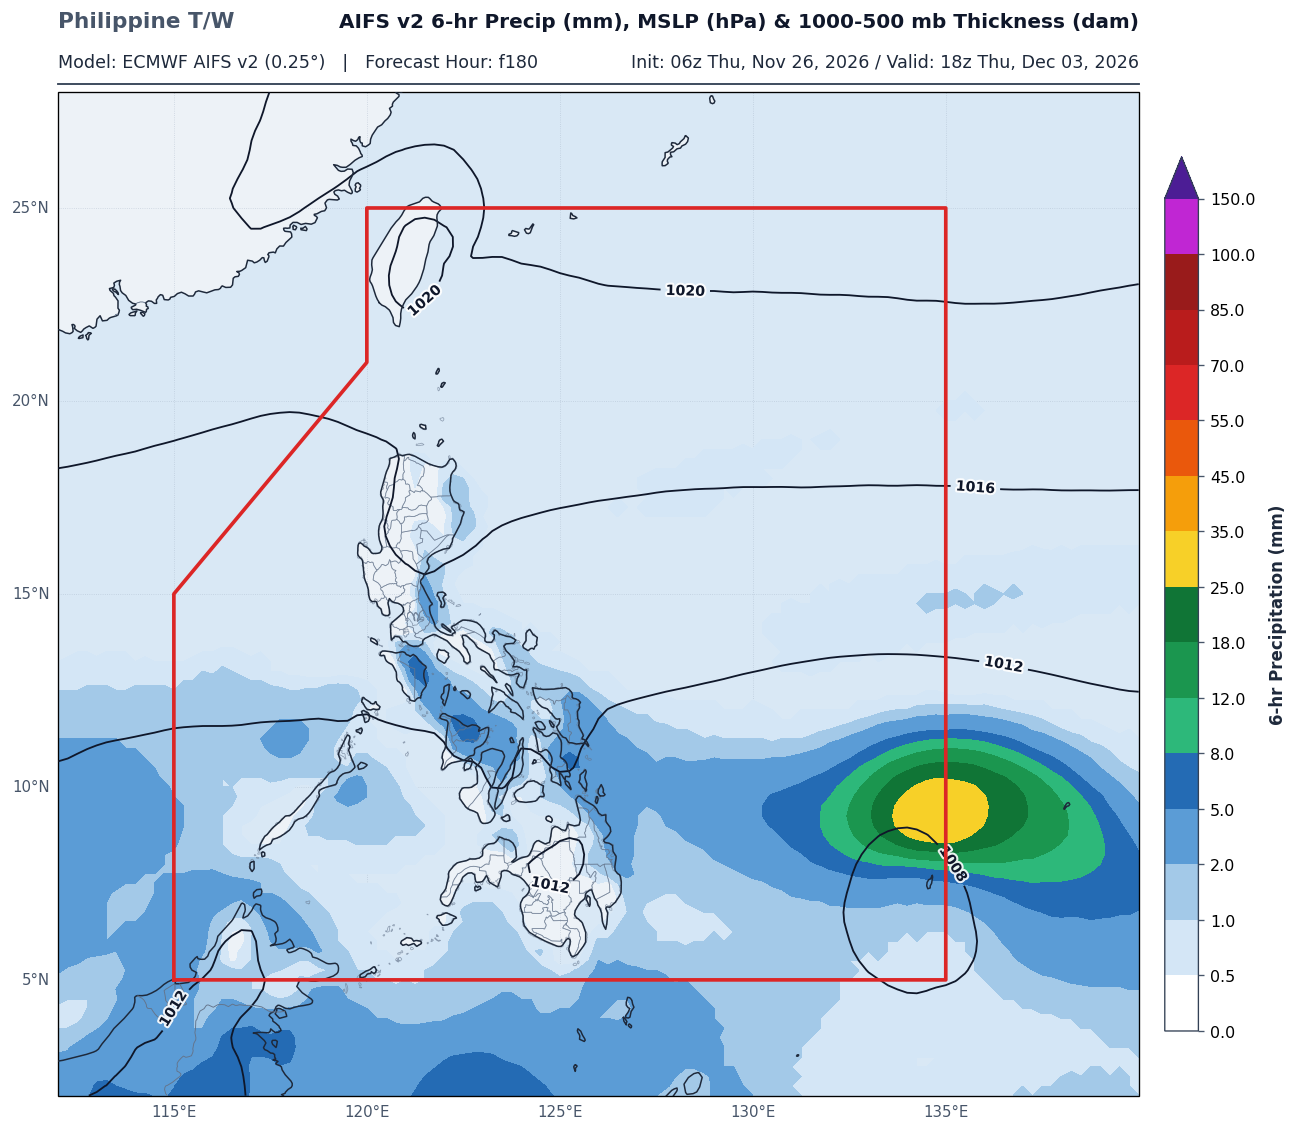 Philippine T/W
AIFS v2 6-hr Precip (mm), MSLP (hPa) & 1000-500 mb Thickness (dam)
Model: ECMWF AIFS v2 (0.25°) | Forecast Hour: f180
Init: 06z Thu, Nov 26, 2026 / Valid: 18z Thu, Dec 03, 2026
25°N
20°N
15°N
10°N
5°N
115°E
120°E
125°E
130°E
135°E
1020
1020
1016
1012
1008
1012
1012
150.0
100.0
85.0
70.0
55.0
45.0
35.0
25.0
18.0
12.0
8.0
5.0
2.0
1.0
0.5
0.0
6-hr Precipitation (mm)